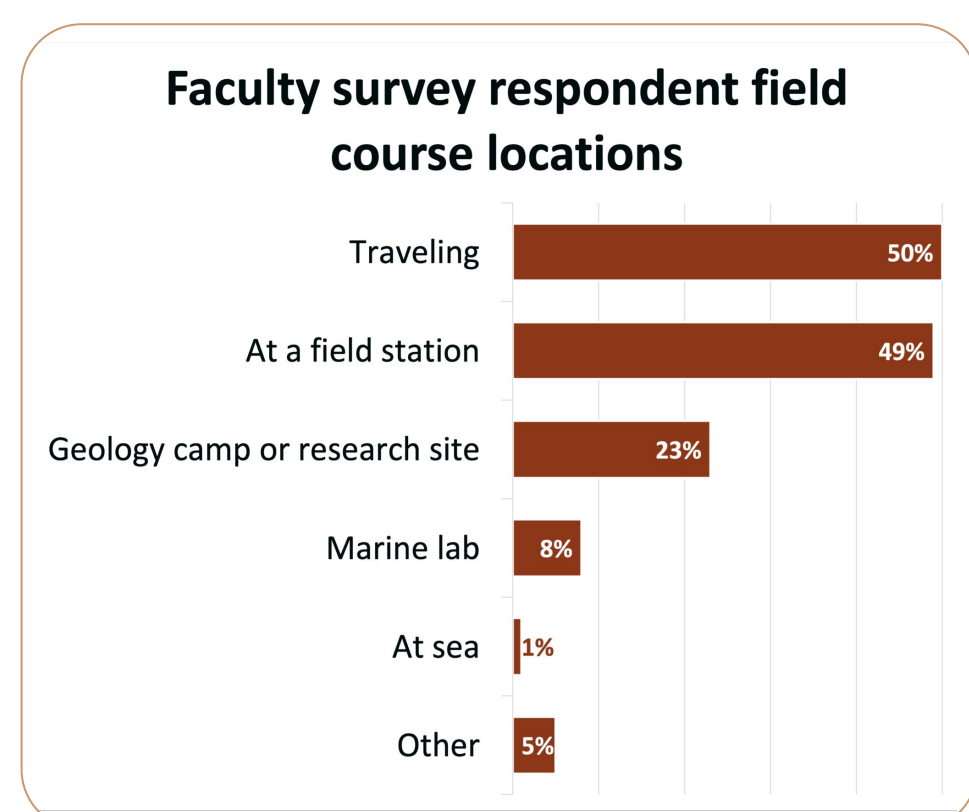 Faculty survey respondent field
course locations
Traveling 50%
At a field station 49%
Geology camp or research site 23%
Marine lab 8%
At sea 1%
Other 5%